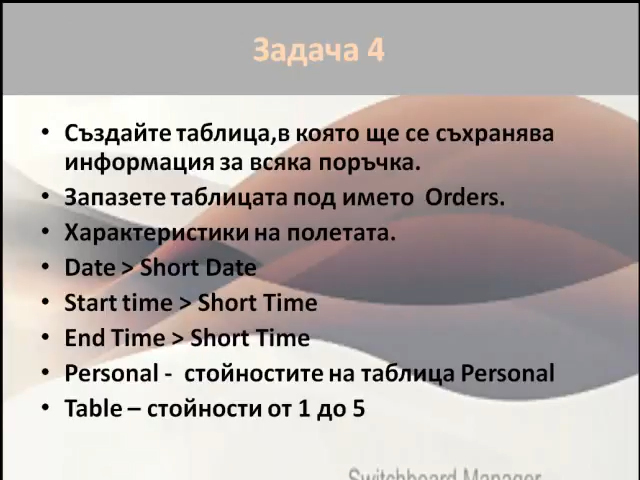 Задача 4
• Създайте таблица,в която ще се съхранява
информация за всяка поръчка.
• Запазете таблицата под името Orders.
• Характеристики на полетата.
• Date > Short Date
• Start time > Short Time
• End Time > Short Time
• Personal - стойностите на таблица Personal
• Table – стойности от 1 до 5
Switchboard Manager